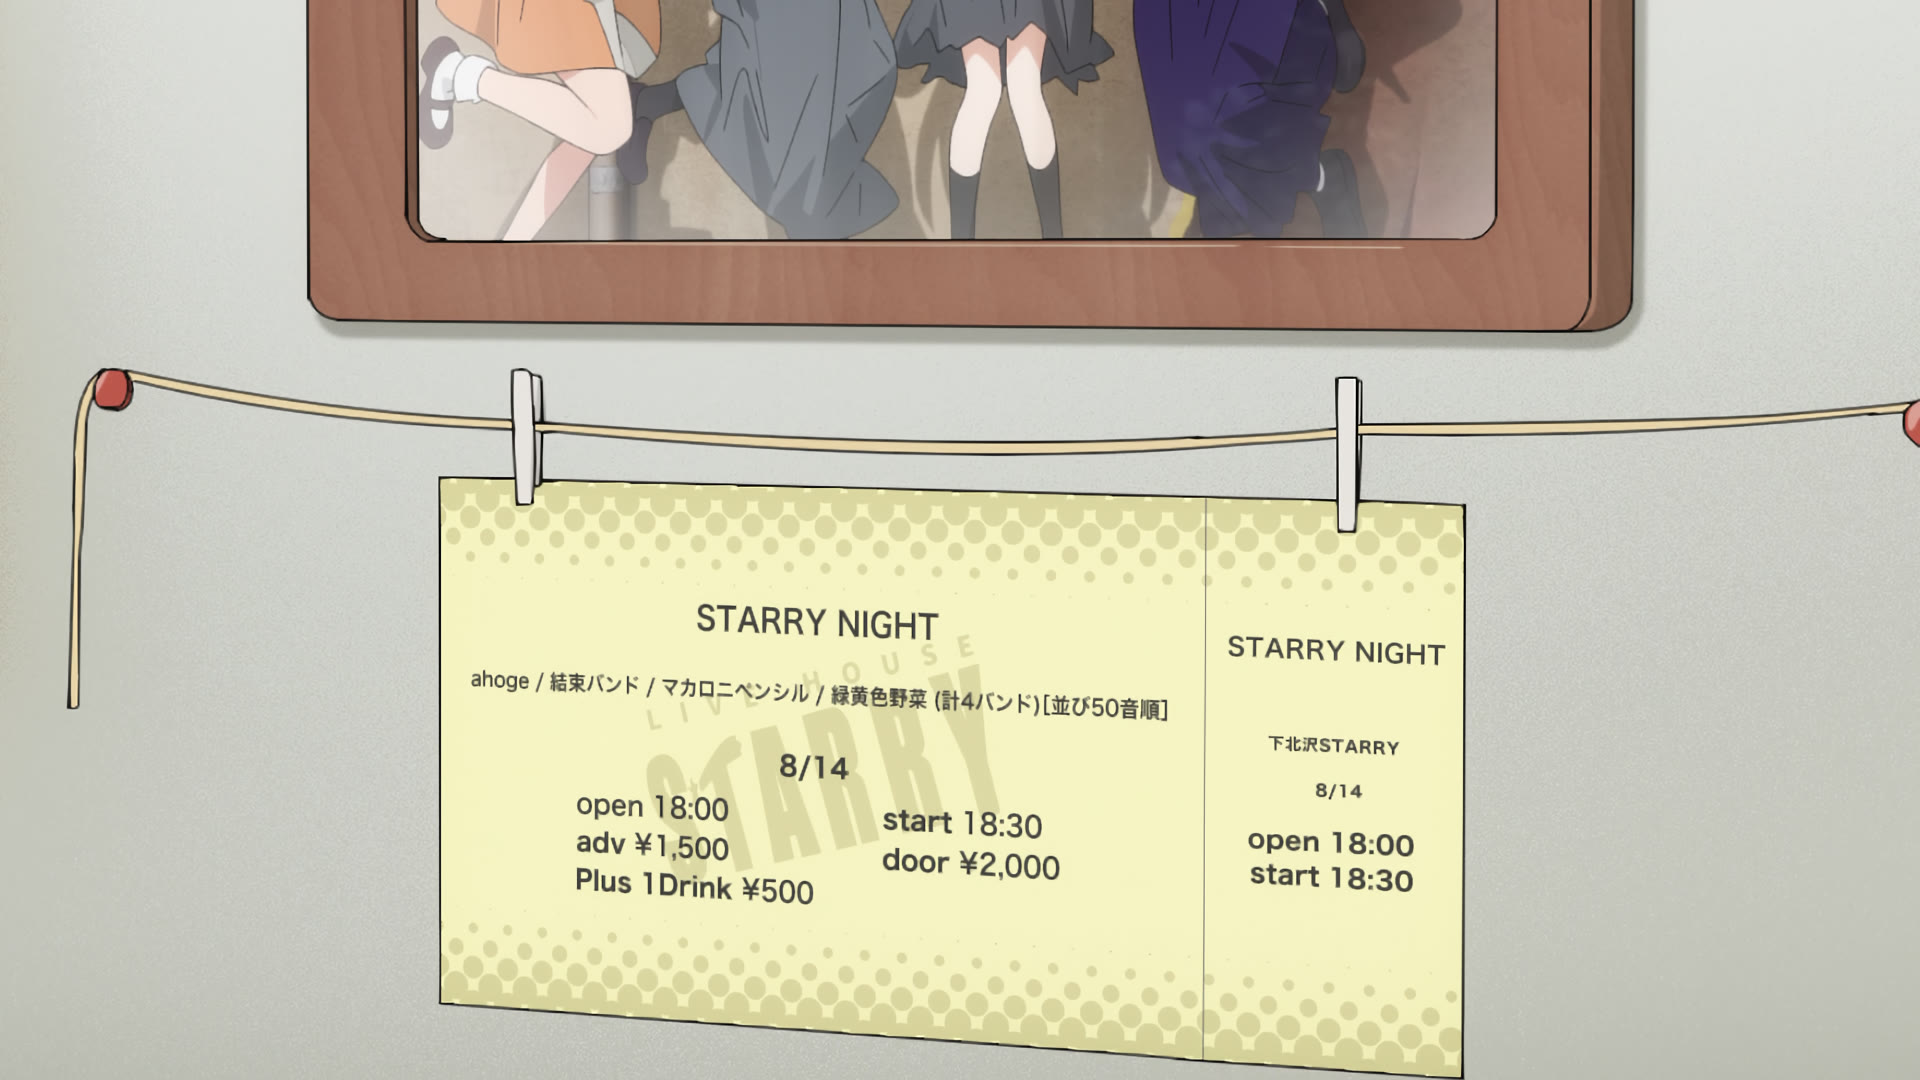 STARRY NIGHT
ahoge / 結束バンド / マカロニペンシル / 緑黄色野菜 (計4バンド)[並び50音順]
LIVE HOUSE
STARRY
8/14
open 18:00
start 18:30
adv ¥1,500
door ¥2,000
Plus 1Drink ¥500
STARRY NIGHT
下北沢STARRY
8/14
open 18:00
start 18:30